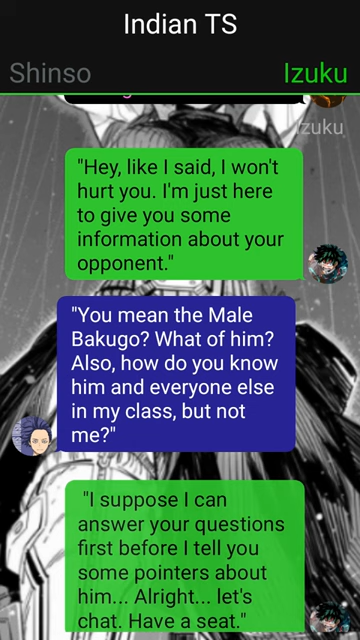 Indian TS
Shinso
Izuku
Izuku
"Hey, like I said, I won't
hurt you. I'm just here
to give you some
information about your
opponent."
"You mean the Male
Bakugo? What of him?
Also, how do you know
him and everyone else
in my class, but not
me?"
"I suppose I can
answer your questions
first before I tell you
some pointers about
him... Alright... let's
chat. Have a seat."